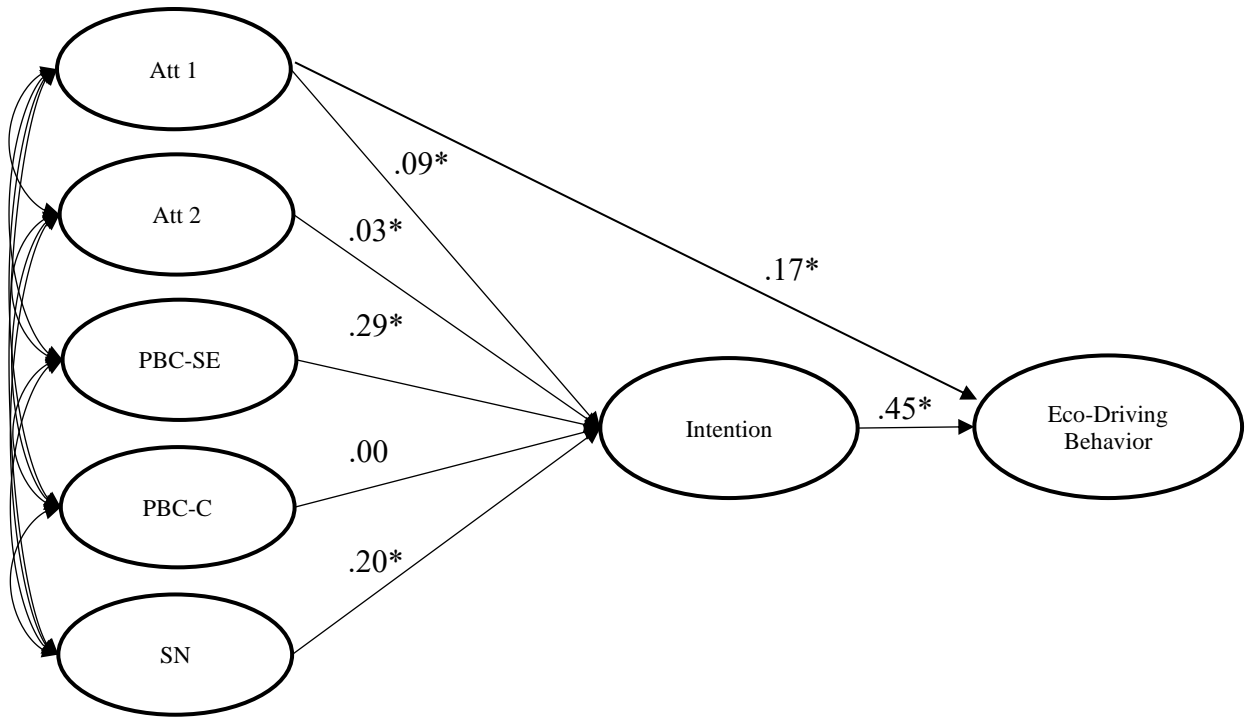 Att 1
.09*
Att 2
.03*
.17*
PBC-SE
.29*
Intention
.45*
Eco-Driving
Behavior
PBC-C
.00
.20*
SN